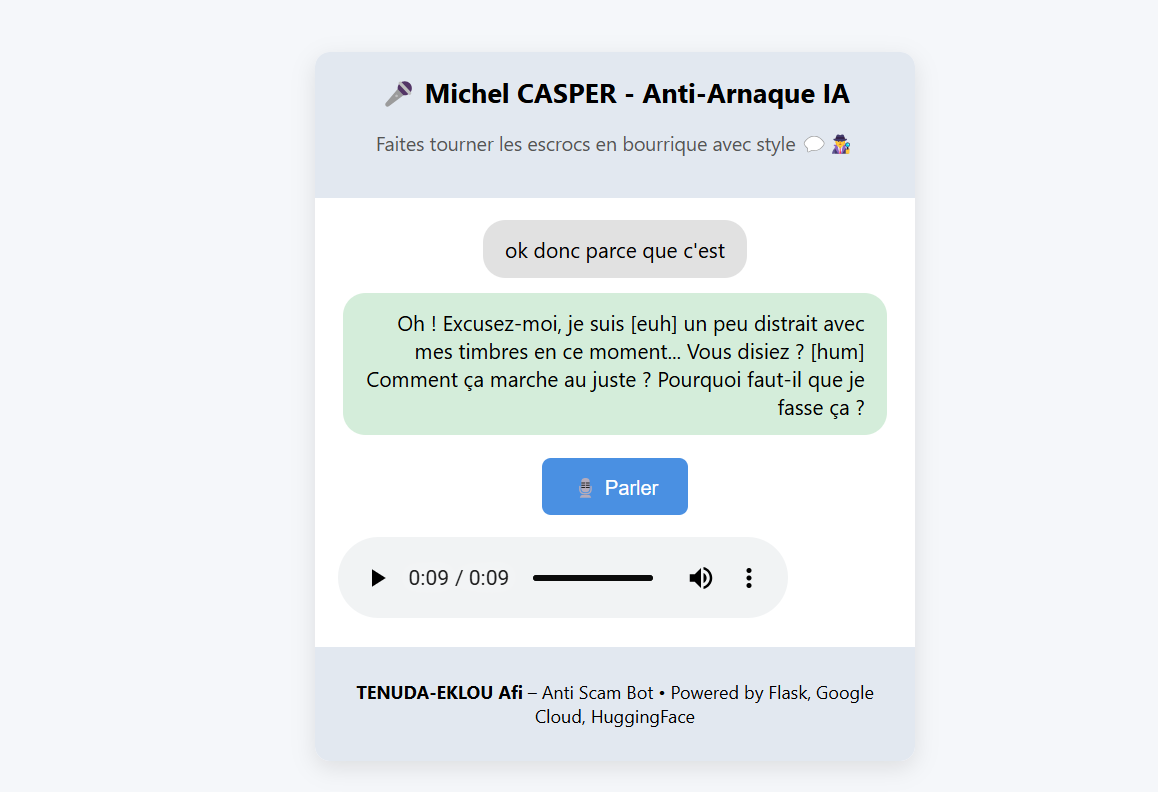 🎤 Michel CASPER - Anti-Arnaque IA
Faites tourner les escrocs en bourrique avec style 💬 🕵️‍♀️
ok donc parce que c'est
Oh ! Excusez-moi, je suis [euh] un peu distrait avec
mes timbres en ce moment... Vous disiez ? [hum]
Comment ça marche au juste ? Pourquoi faut-il que je
fasse ça ?
🎙️ Parler
0:09 / 0:09
TENUDA-EKLOU Afi – Anti Scam Bot • Powered by Flask, Google
Cloud, HuggingFace